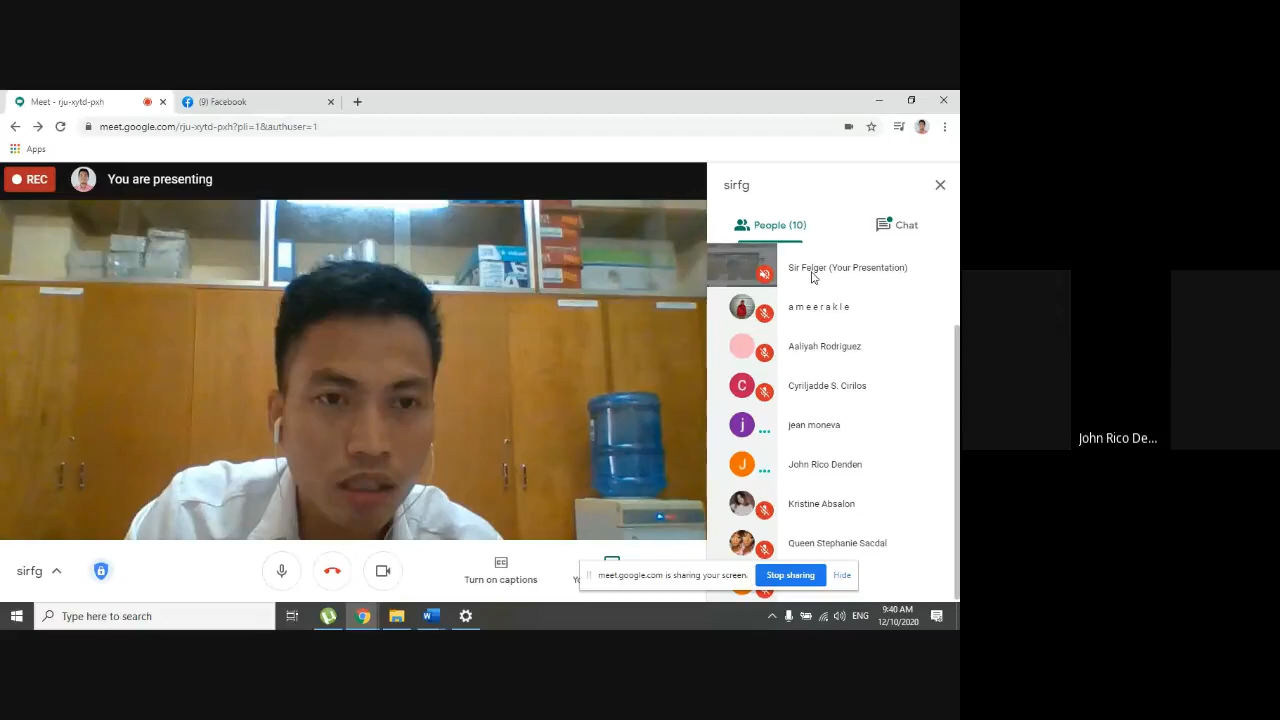 Meet - rju-xytd-pxh
(9) Facebook
meet.google.com/rju-xytd-pxh?pli=1&authuser=1
Apps
REC
You are presenting
sirfg
People (10)
Chat
Sir Felger (Your Presentation)
a m e e r a k l e
Aaliyah Rodriguez
C
Cyriljadde S. Cirilos
j
jean moneva
J
John Rico Denden
Kristine Absalon
Queen Stephanie Sacdal
John Rico De...
sirfg
CC
Turn on captions
meet.google.com is sharing your screen.
Stop sharing
Hide
Type here to search
ENG
9:40 AM
12/10/2020